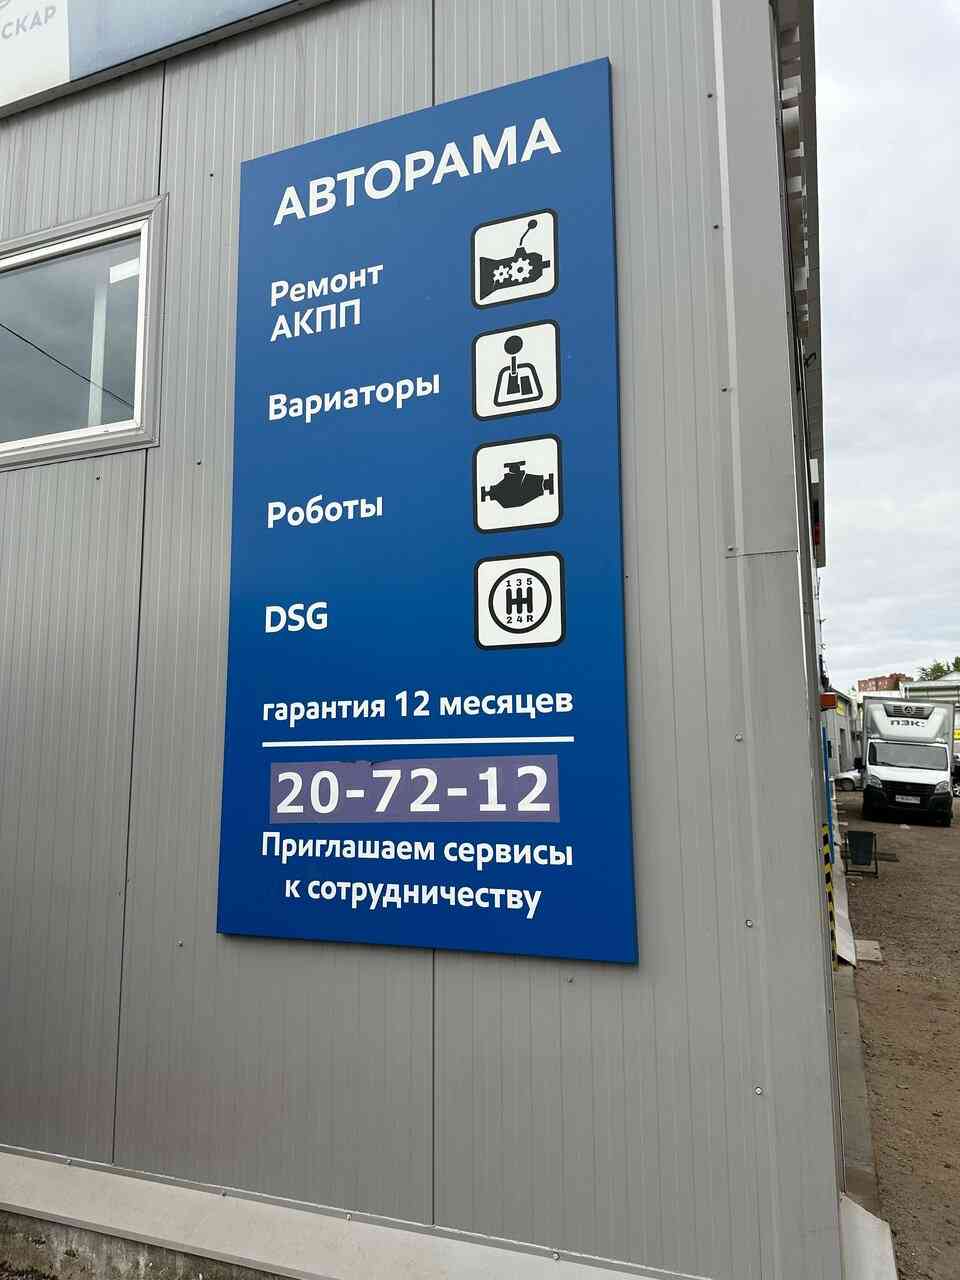 СКАР
АВТОРАМА
Ремонт
АКПП
Вариаторы
Роботы
DSG
1 3 5
2 4 R
гарантия 12 месяцев
20-72-12
Приглашаем сервисы
к сотрудничеству
ПЭК: